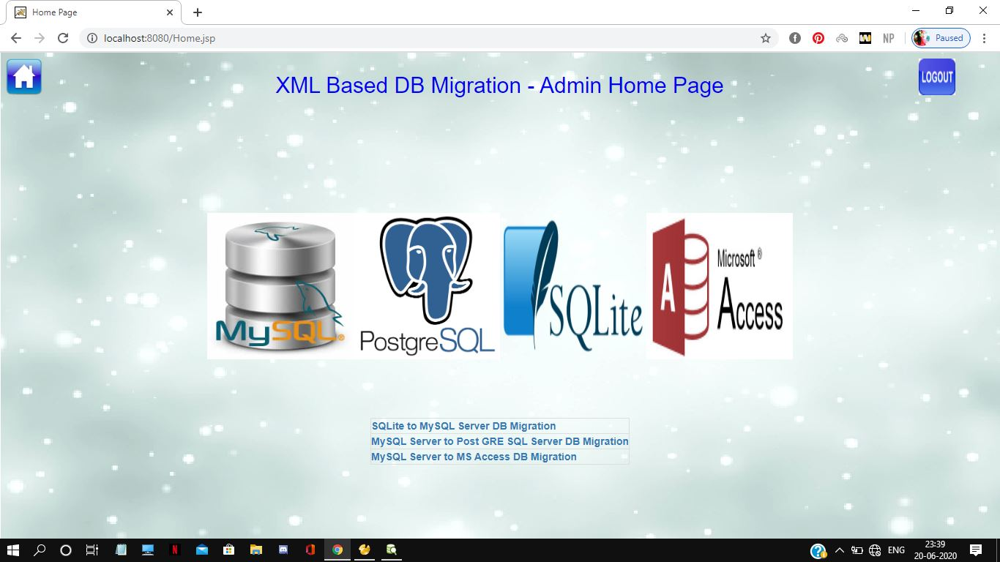 Home Page
localhost:8080/Home.jsp
NP
Paused
XML Based DB Migration - Admin Home Page
LOGOUT
MySQL®
PostgreSQL
SQLite
A
Microsoft ®
Access
SQLite to MySQL Server DB Migration
MySQL Server to Post GRE SQL Server DB Migration
MySQL Server to MS Access DB Migration
N
ENG
23:39
20-06-2020